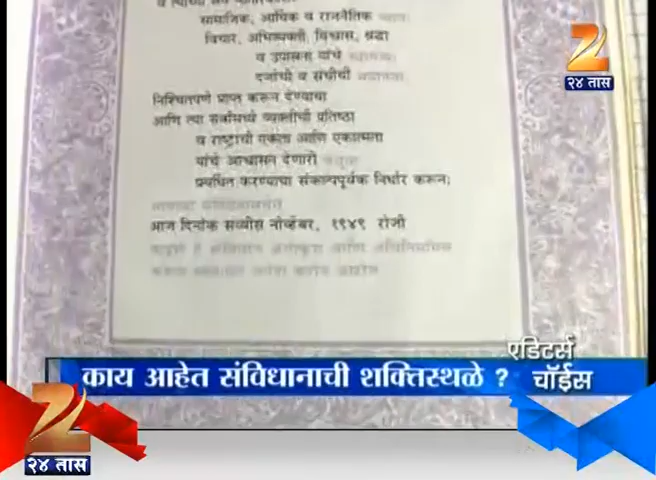 सामाजिक, आर्थिक व राजनैतिक
विचार, अभिव्यक्ती, विश्वास, श्रद्धा
व उपासना यांचे
दर्जाची व संधीची
निश्चितपणे प्राप्त करून देण्याचा
आणि त्या सर्वांमध्ये व्यक्तीची प्रतिष्ठा
व राष्ट्राची एकता आणि एकात्मता
यांचे आश्वासन देणारी
प्रवर्धित करण्याचा संकल्पपूर्वक निर्धार करून;
आज दिनांक सव्वीस नोव्हेंबर, १९४९ रोजी
२४ तास
एडिटर्स
चॉईस
काय आहेत संविधानाची शक्तिस्थळे ?
२४ तास